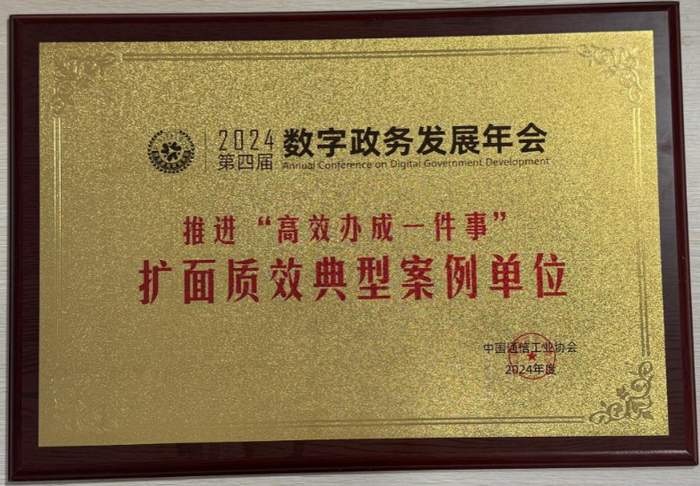 2024
第四届
数字政务发展年会
Annual Conference on Digital Government Development
推进“高效办成一件事”
扩面质效典型案例单位
中国通信工业协会
2024年度